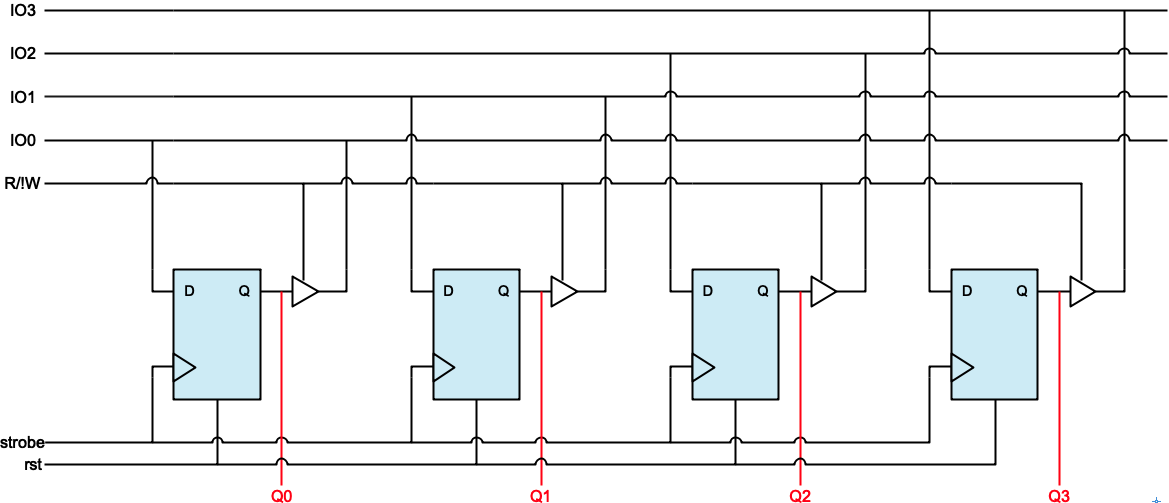 IO3
IO2
IO1
IO0
R/!W
D Q D Q D Q D Q
strobe
rst
Q0 Q1 Q2 Q3